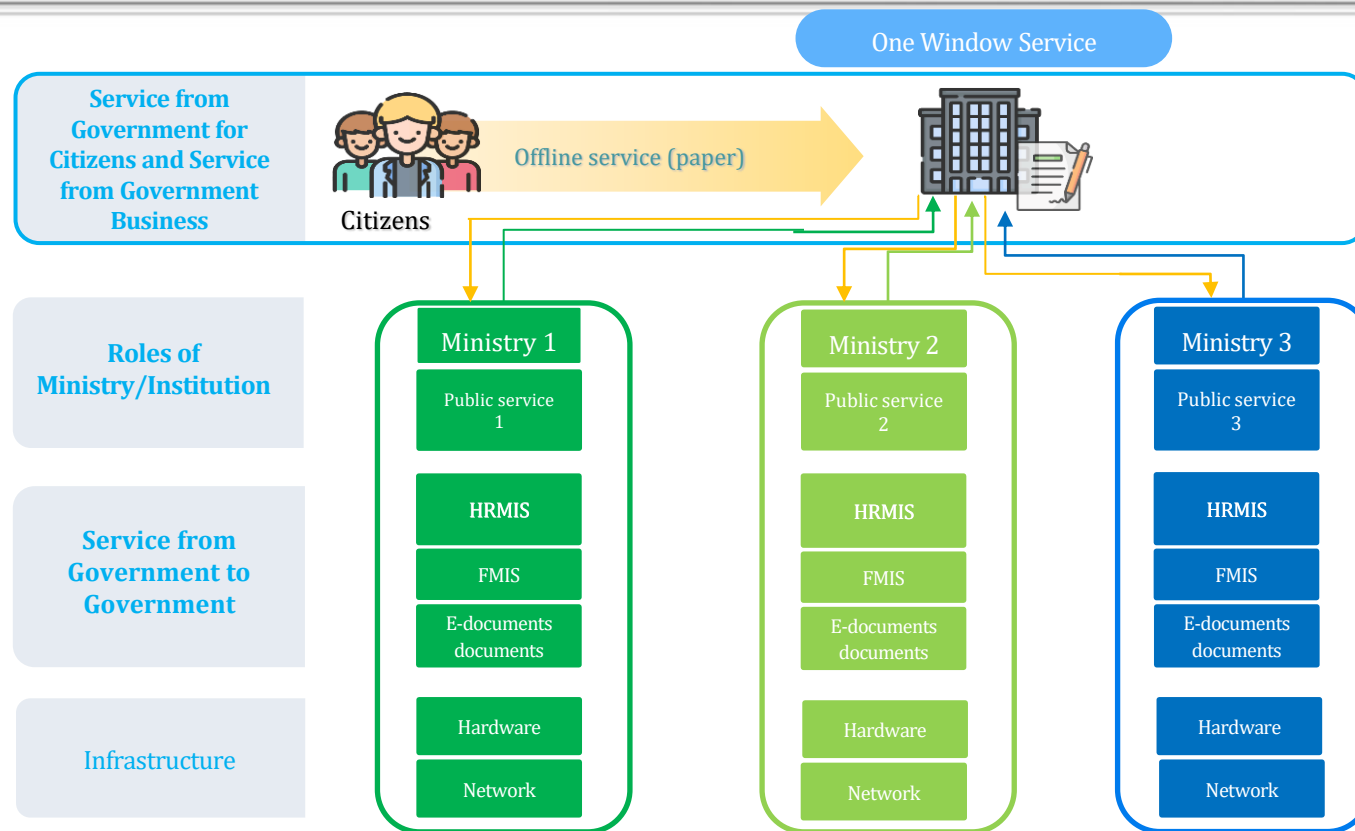 One Window Service
Service from
Government for
Citizens and Service
from Government
Business
Offline service (paper)
Citizens
Roles of
Ministry/Institution
Ministry 1
Public service
1
Ministry 2
Public service
2
Ministry 3
Public service
3
Service from
Government to
Government
HRMIS
FMIS
E-documents
documents
HRMIS
FMIS
E-documents
documents
HRMIS
FMIS
E-documents
documents
Infrastructure
Hardware
Network
Hardware
Network
Hardware
Network